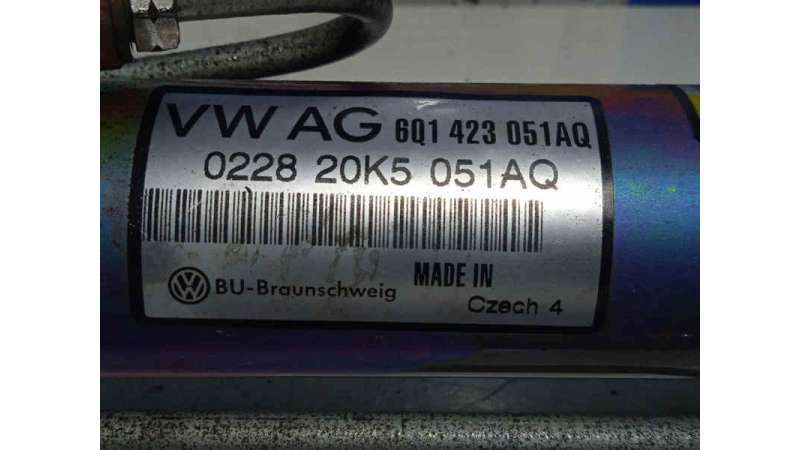 VW AG 6Q1 423 051AQ
0228 20K5 051AQ
MADE IN
BU-Braunschweig
Czech 4